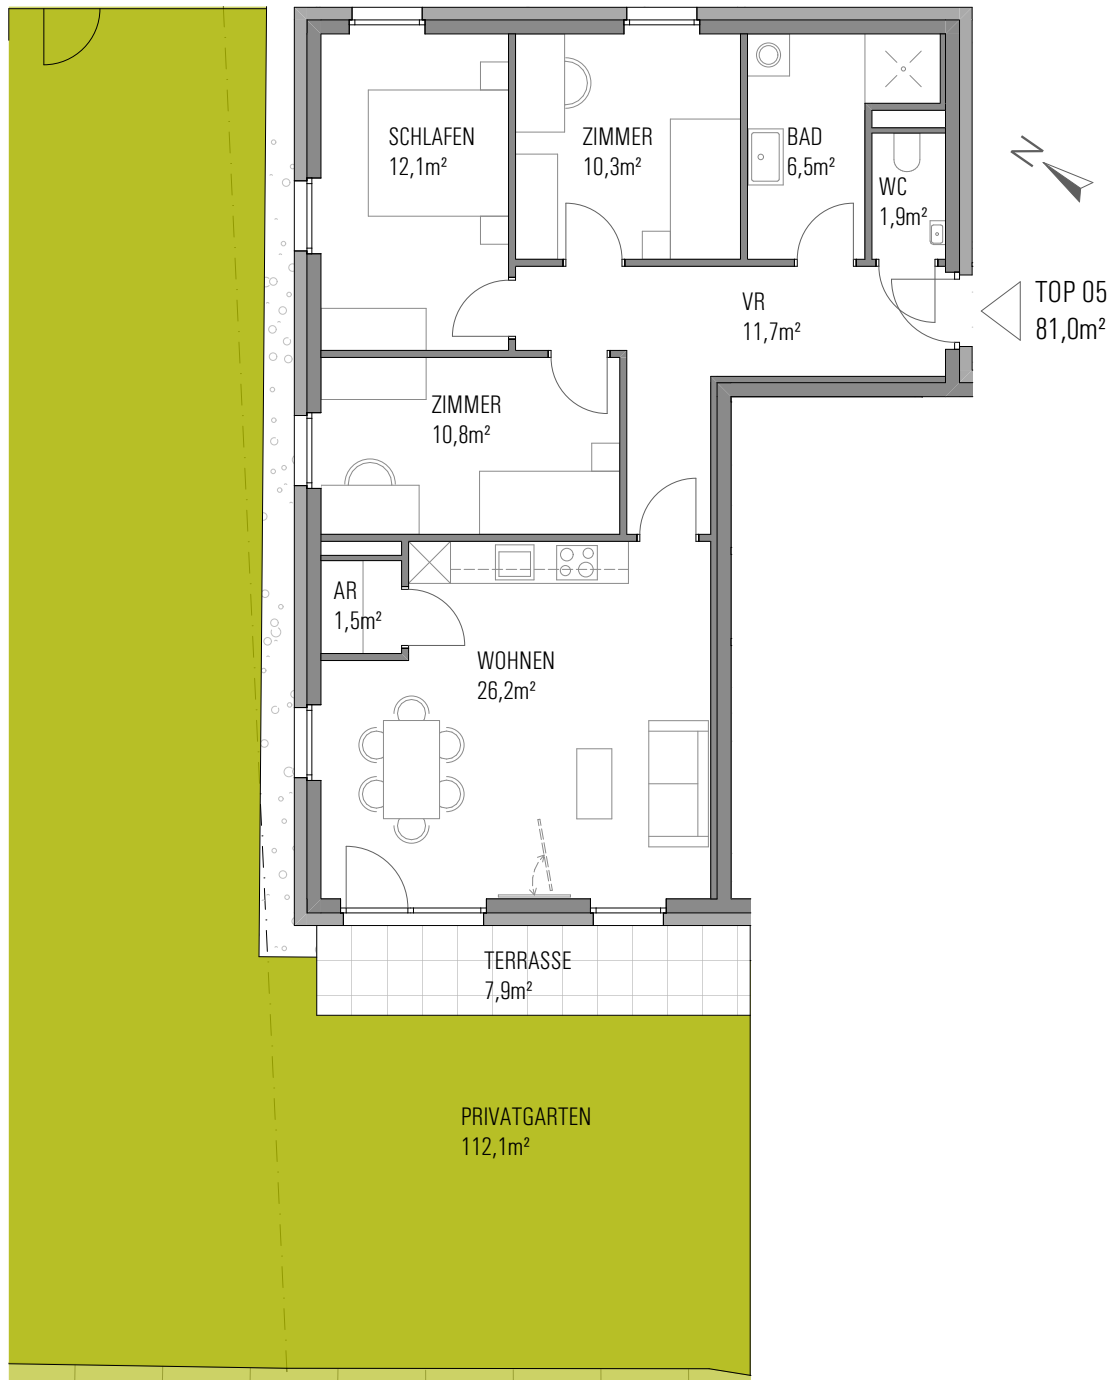 SCHLAFEN
12,1m²
ZIMMER
10,3m²
BAD
6,5m²
WC
1,9m²
N
TOP 05
81,0m²
VR
11,7m²
ZIMMER
10,8m²
AR
1,5m²
WOHNEN
26,2m²
TERRASSE
7,9m²
PRIVATGARTEN
112,1m²